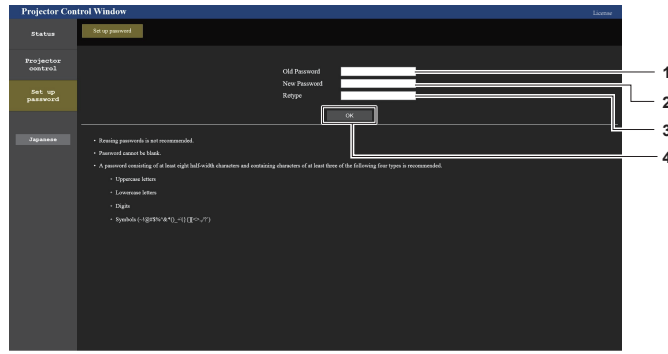 Projector Control Window
License
Status
Set up password
Projector
control
Set up
password
Japanese
Old Password
New Password
Retype
OK
1
2
3
4
• Reusing passwords is not recommended.
• Password cannot be blank.
• A password consisting of at least eight half-width characters and containing characters of at least three of the following four types is recommended.
• Uppercase letters
• Lowercase letters
• Digits